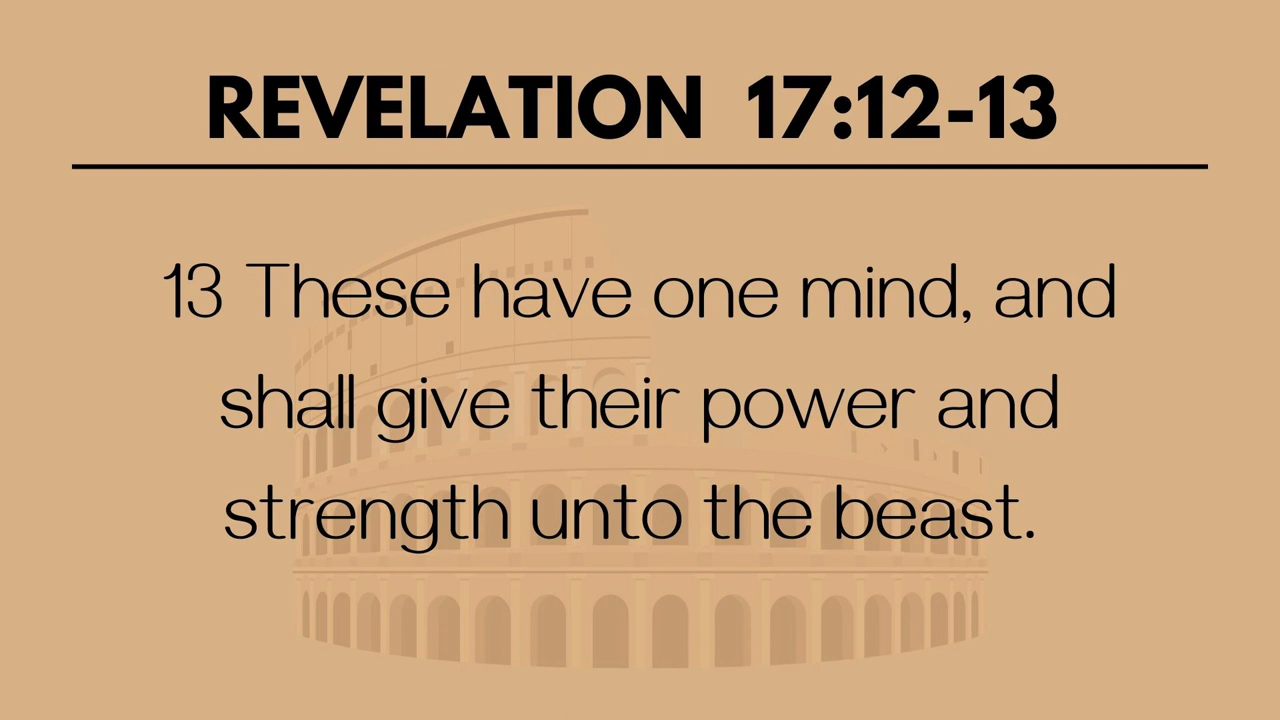 REVELATION 17:12-13
13 These have one mind, and
shall give their power and
strength unto the beast.